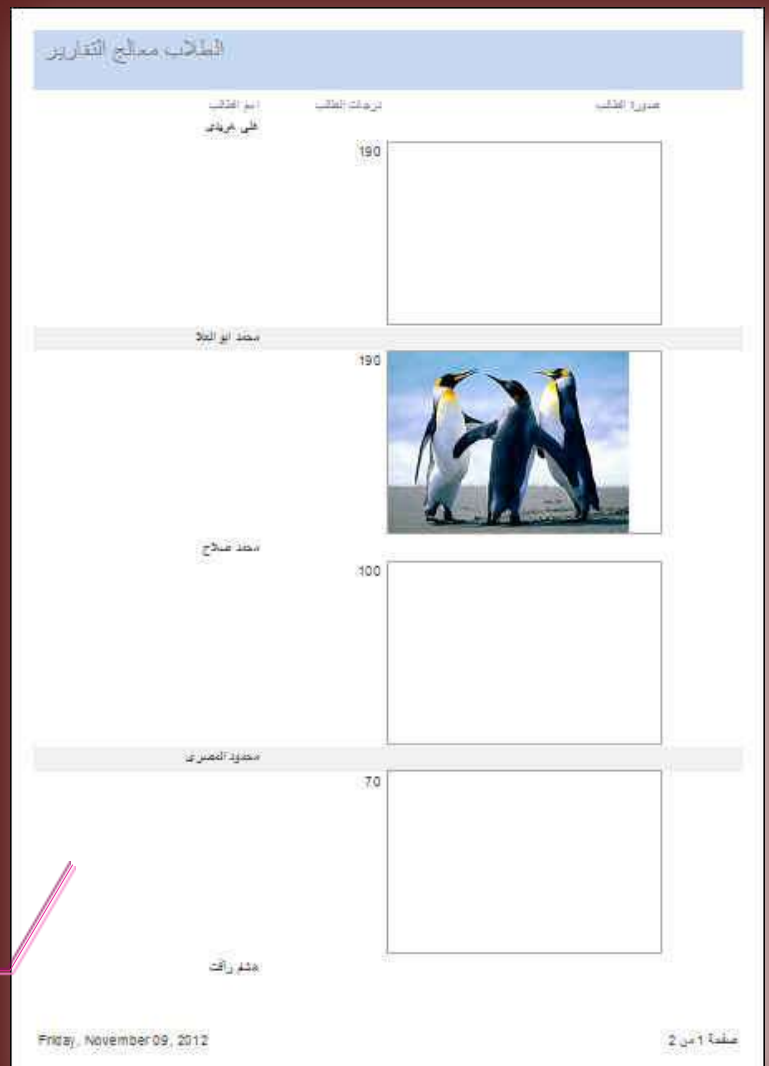 الطلاب معالج التقارير
اسم الطالب درجات الطالب صورة الطالب
على هريدى
190
محمد ابو العلا
190
محمد صلاح
100
محمود المصرى
70
هشام رأفت
Friday, November 09, 2012
صفحة 1 من 2